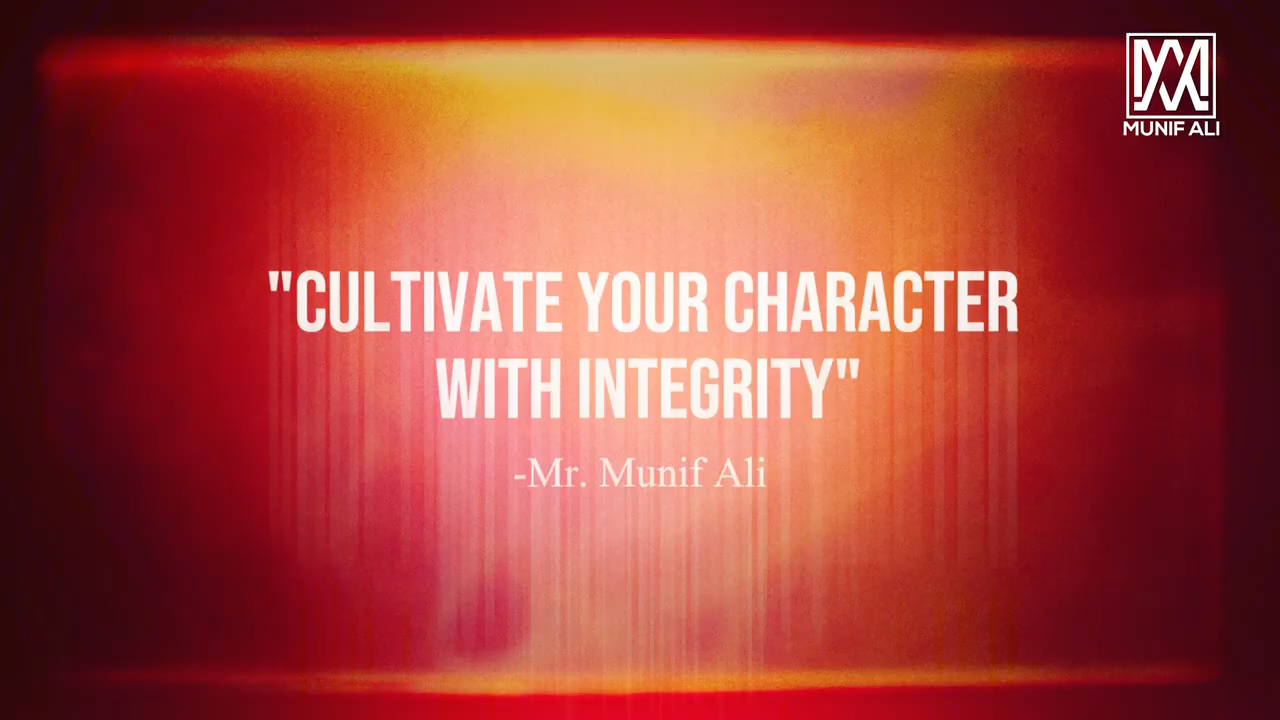 MUNIF ALI
"CULTIVATE YOUR CHARACTER
WITH INTEGRITY"
-Mr. Munif Ali